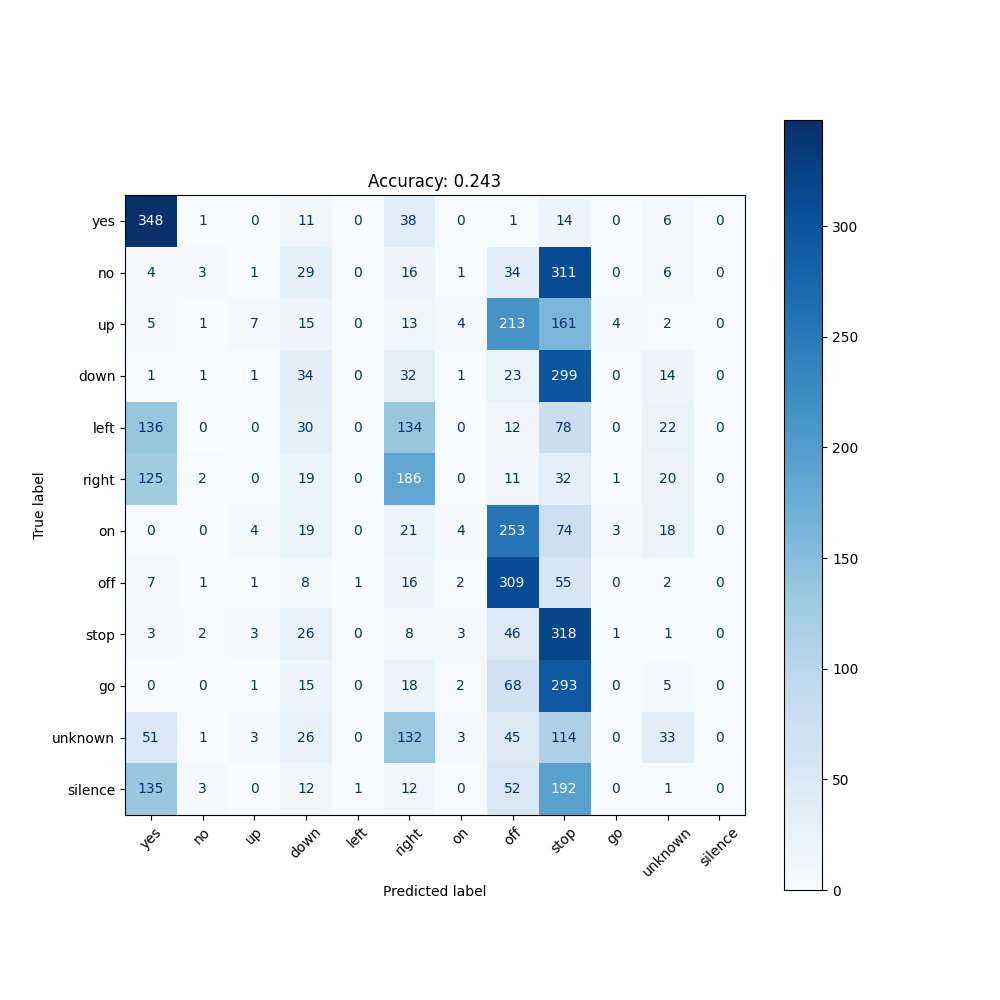 Accuracy: 0.243
yes 348 1 0 11 0 38 0 1 14 0 6 0
no 4 3 1 29 0 16 1 34 311 0 6 0
up 5 1 7 15 0 13 4 213 161 4 2 0
down 1 1 1 34 0 32 1 23 299 0 14 0
left 136 0 0 30 0 134 0 12 78 0 22 0
right 125 2 0 19 0 186 0 11 32 1 20 0
on 0 0 4 19 0 21 4 253 74 3 18 0
off 7 1 1 8 1 16 2 309 55 0 2 0
stop 3 2 3 26 0 8 3 46 318 1 1 0
go 0 0 1 15 0 18 2 68 293 0 5 0
unknown 51 1 3 26 0 132 3 45 114 0 33 0
silence 135 3 0 12 1 12 0 52 192 0 1 0
yes no up down left right on off stop go unknown silence
Predicted label
True label
300
250
200
150
100
50
0